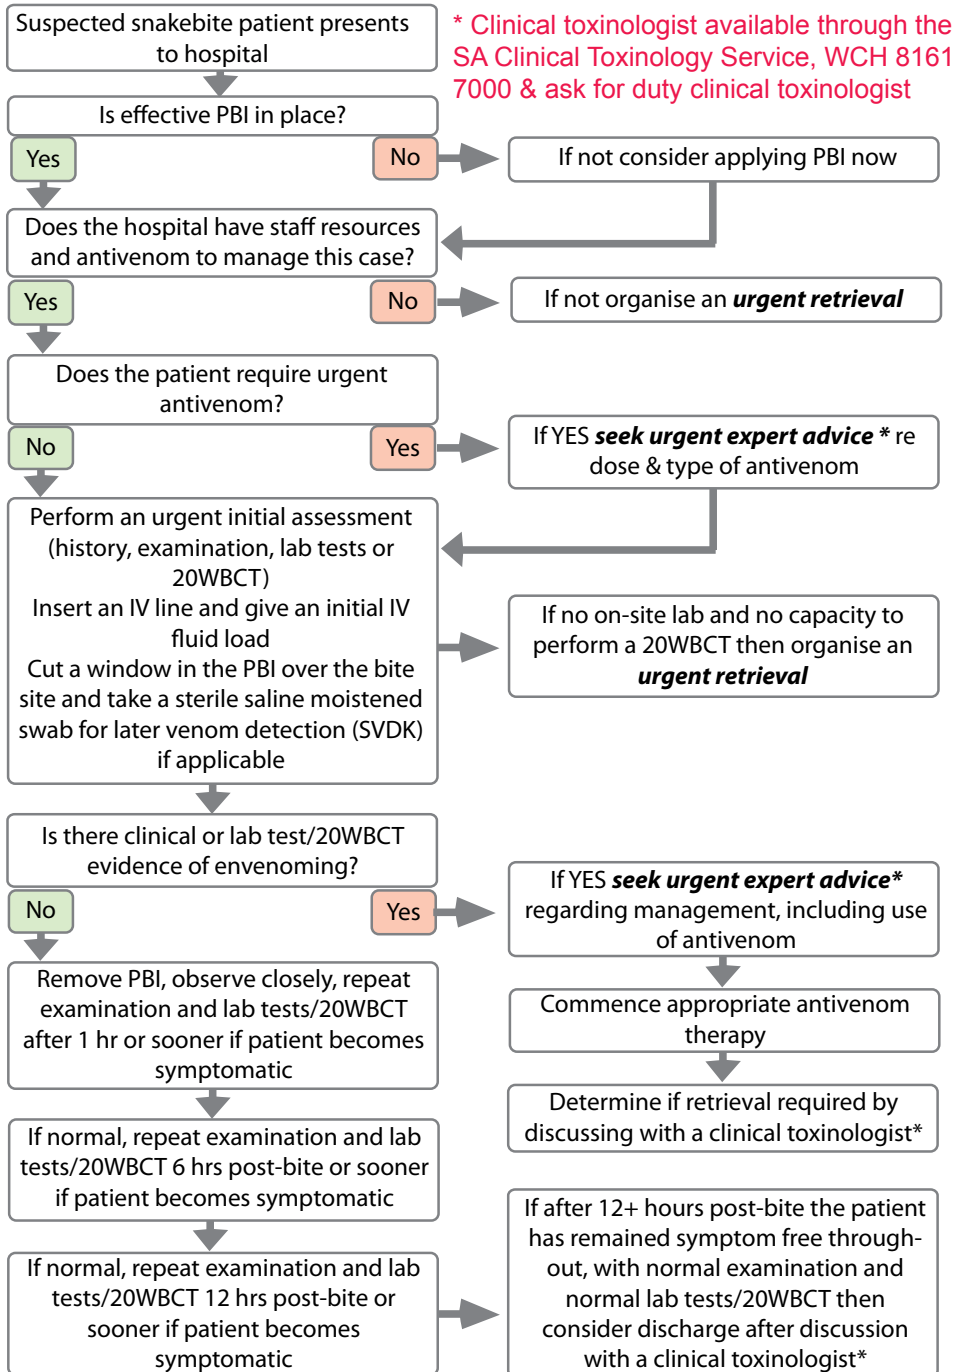 Suspected snakebite patient presents
to hospital
* Clinical toxinologist available through the
SA Clinical Toxinology Service, WCH 8161
7000 & ask for duty clinical toxinologist
Is effective PBI in place?
Yes
No
If not consider applying PBI now
Does the hospital have staff resources
and antivenom to manage this case?
Yes
No
If not organise an urgent retrieval
Does the patient require urgent
antivenom?
No
Yes
If YES seek urgent expert advice * re
dose & type of antivenom
Perform an urgent initial assessment
(history, examination, lab tests or
20WBCT)
Insert an IV line and give an initial IV
fluid load
Cut a window in the PBI over the bite
site and take a sterile saline moistened
swab for later venom detection (SVDK)
if applicable
If no on-site lab and no capacity to
perform a 20WBCT then organise an
urgent retrieval
Is there clinical or lab test/20WBCT
evidence of envenoming?
No
Yes
If YES seek urgent expert advice*
regarding management, including use
of antivenom
Remove PBI, observe closely, repeat
examination and lab tests/20WBCT
after 1 hr or sooner if patient becomes
symptomatic
Commence appropriate antivenom
therapy
Determine if retrieval required by
discussing with a clinical toxinologist*
If normal, repeat examination and lab
tests/20WBCT 6 hrs post-bite or sooner
if patient becomes symptomatic
If normal, repeat examination and lab
tests/20WBCT 12 hrs post-bite or
sooner if patient becomes
symptomatic
If after 12+ hours post-bite the patient
has remained symptom free through-
out, with normal examination and
normal lab tests/20WBCT then
consider discharge after discussion
with a clinical toxinologist*